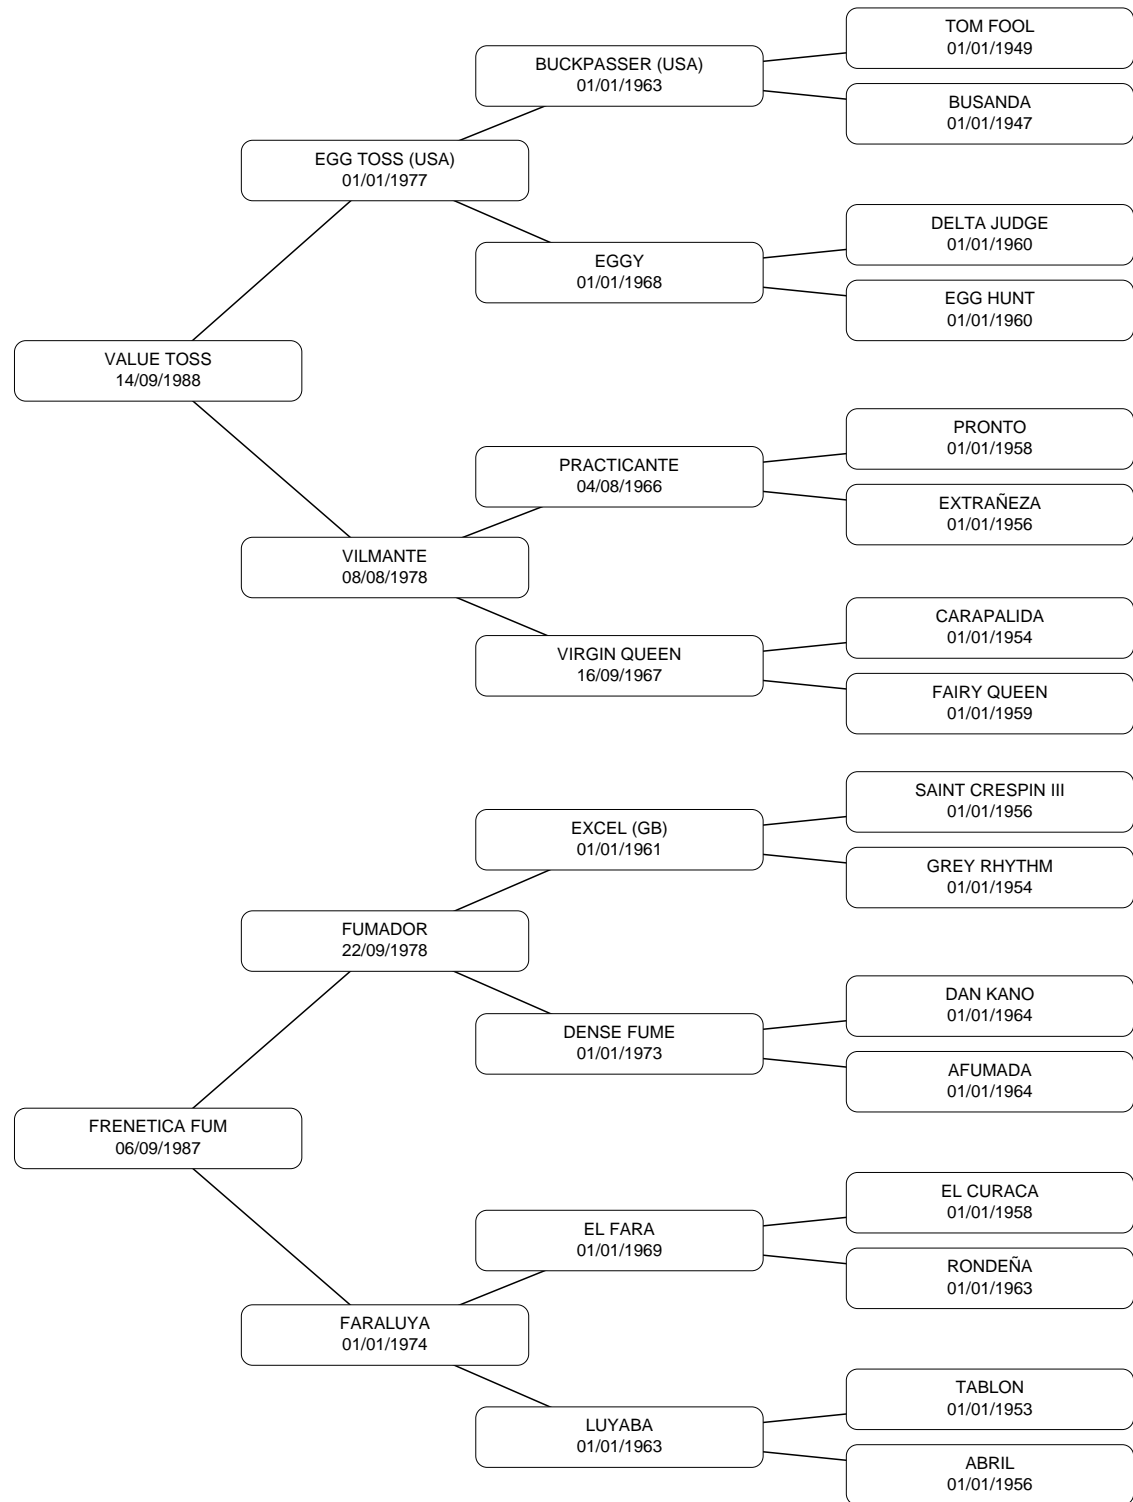 TOM FOOL
01/01/1949
BUCKPASSER (USA)
01/01/1963
BUSANDA
01/01/1947
EGG TOSS (USA)
01/01/1977
DELTA JUDGE
01/01/1960
EGGY
01/01/1968
EGG HUNT
01/01/1960
VALUE TOSS
14/09/1988
PRONTO
01/01/1958
PRACTICANTE
04/08/1966
EXTRAÑEZA
01/01/1956
VILMANTE
08/08/1978
CARAPALIDA
01/01/1954
VIRGIN QUEEN
16/09/1967
FAIRY QUEEN
01/01/1959
SAINT CRESPIN III
01/01/1956
EXCEL (GB)
01/01/1961
GREY RHYTHM
01/01/1954
FUMADOR
22/09/1978
DAN KANO
01/01/1964
DENSE FUME
01/01/1973
AFUMADA
01/01/1964
FRENETICA FUM
06/09/1987
EL CURACA
01/01/1958
EL FARA
01/01/1969
RONDEÑA
01/01/1963
FARALUYA
01/01/1974
TABLON
01/01/1953
LUYABA
01/01/1963
ABRIL
01/01/1956